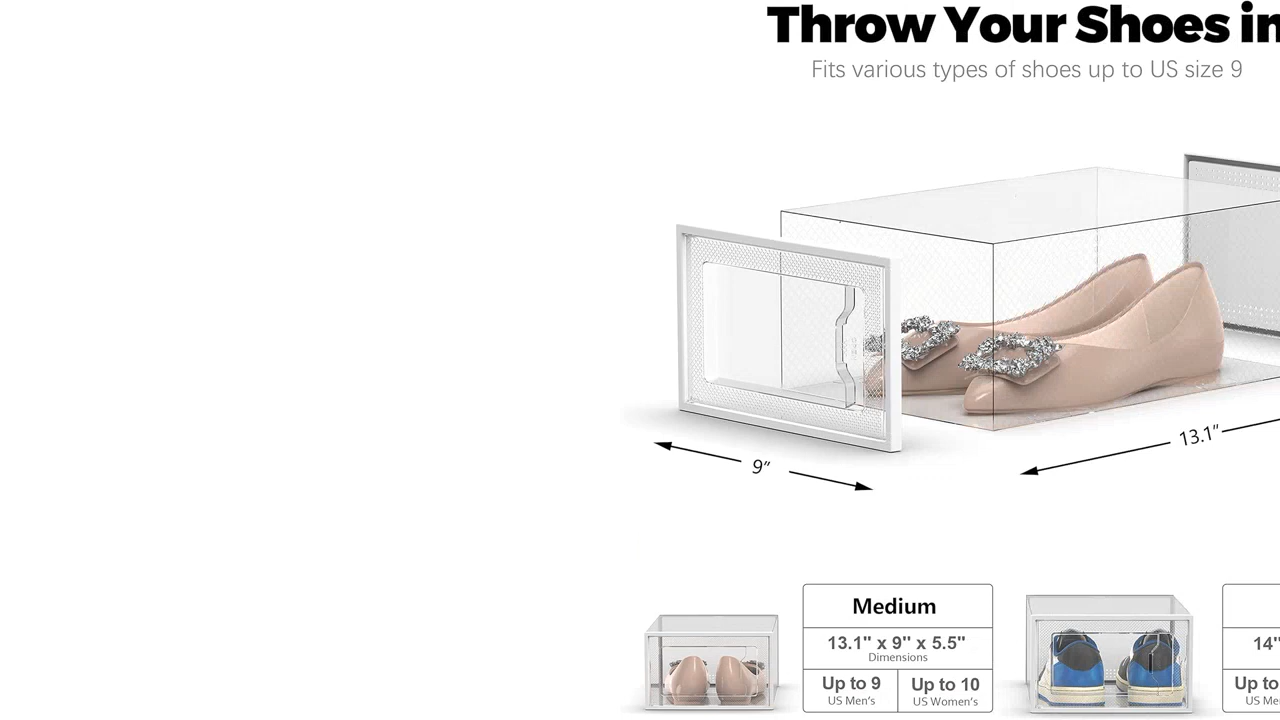 Throw Your Shoes in
Fits various types of shoes up to US size 9
9”
13.1”
Medium
13.1" x 9" x 5.5"
Dimensions
Up to 9
US Men’s
Up to 10
US Women’s
14"
Up to
US Me